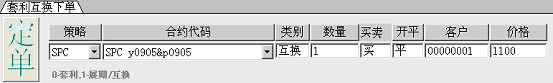 套利互换下单
定单
策略 合约代码 类别 数量 买卖 开平 客户 价格
SPC SPC y0905&p0905 互换 1 买 平 00000001 1100
0-套利,1-展期/互换